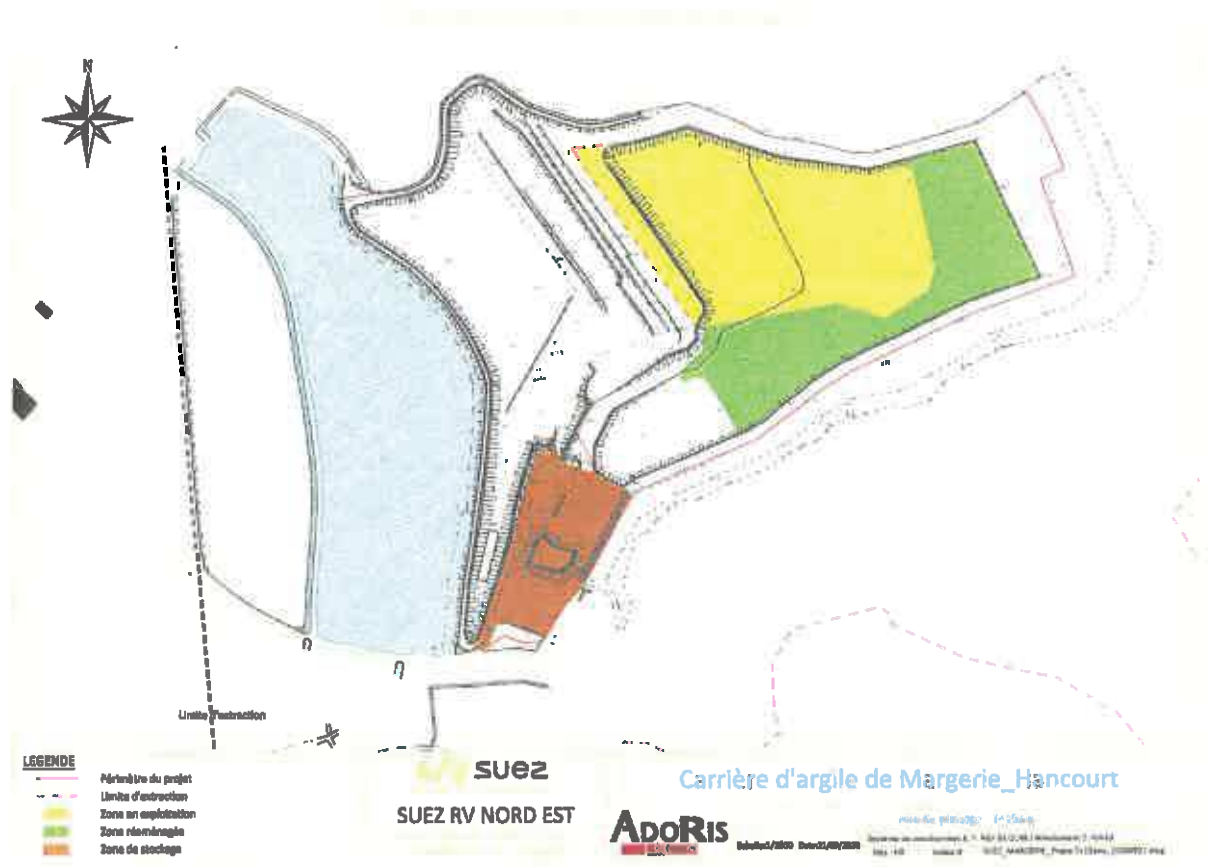 N
Limite d'extraction
LEGENDE
Périmètre du projet
Limite d'extraction
Zone en exploitation
Zone réaménagée
Zone de stockage
suez
SUEZ RV NORD EST
Carrière d'argile de Margerie_Hancourt
ADORIS